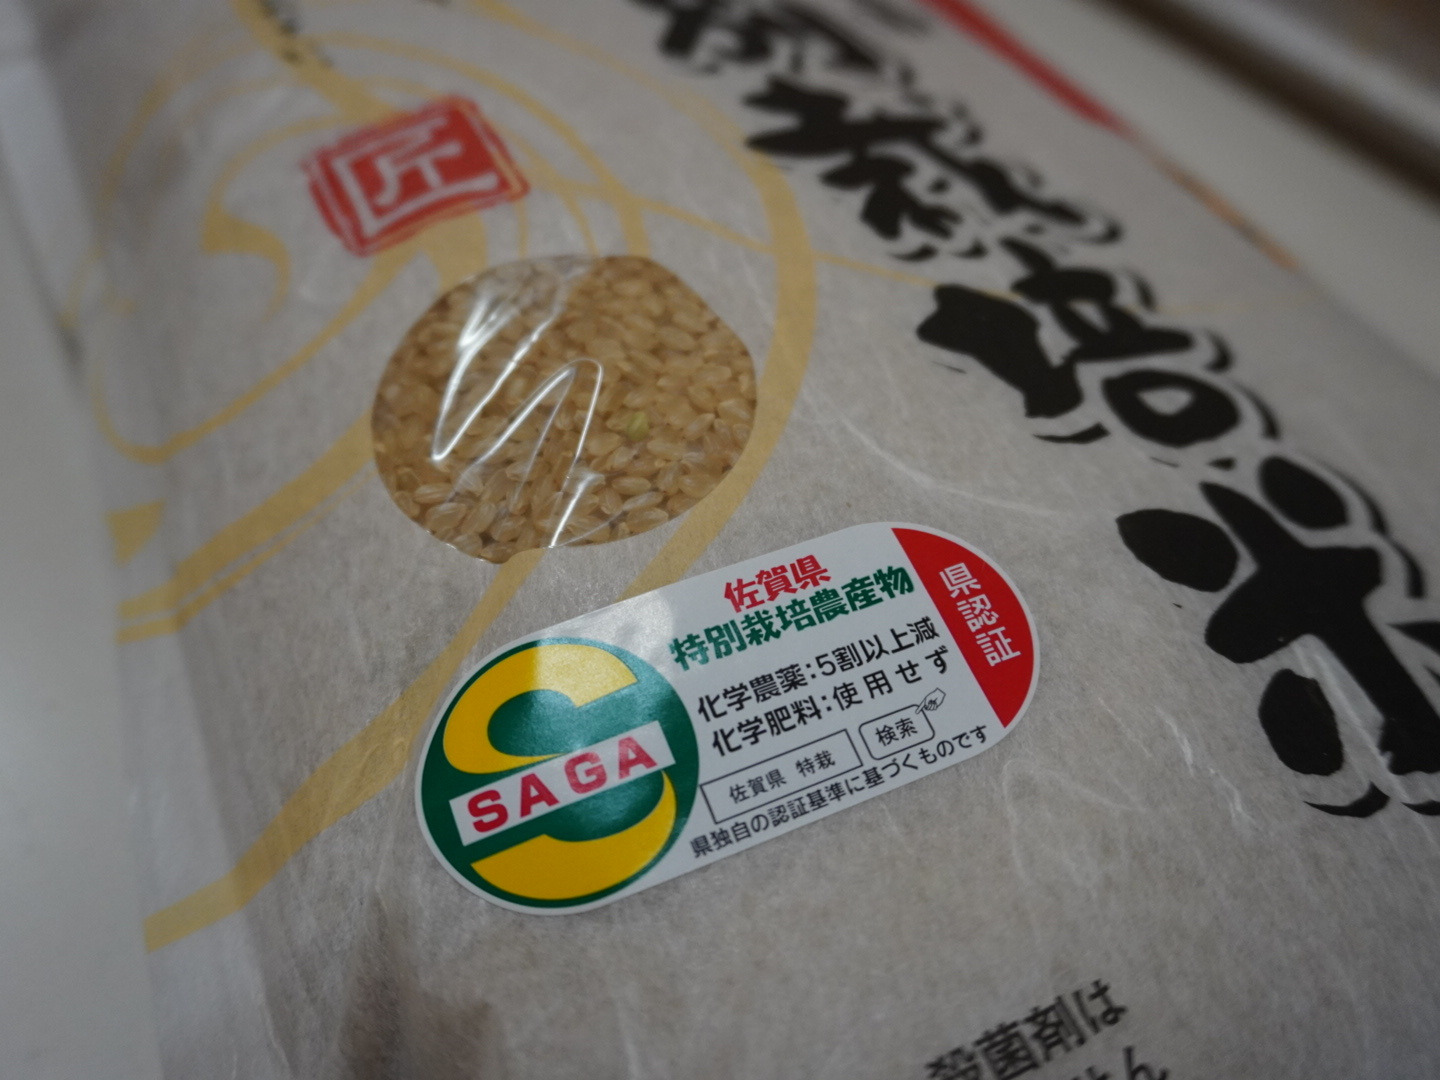 栽培米
匠
佐賀県
特別栽培農産物
化学農薬:5割以上減
化学肥料:使用せず
佐賀県 特栽 検索
県独自の認証基準に基づくものです
県認証
SAGA
殺菌剤は
せん